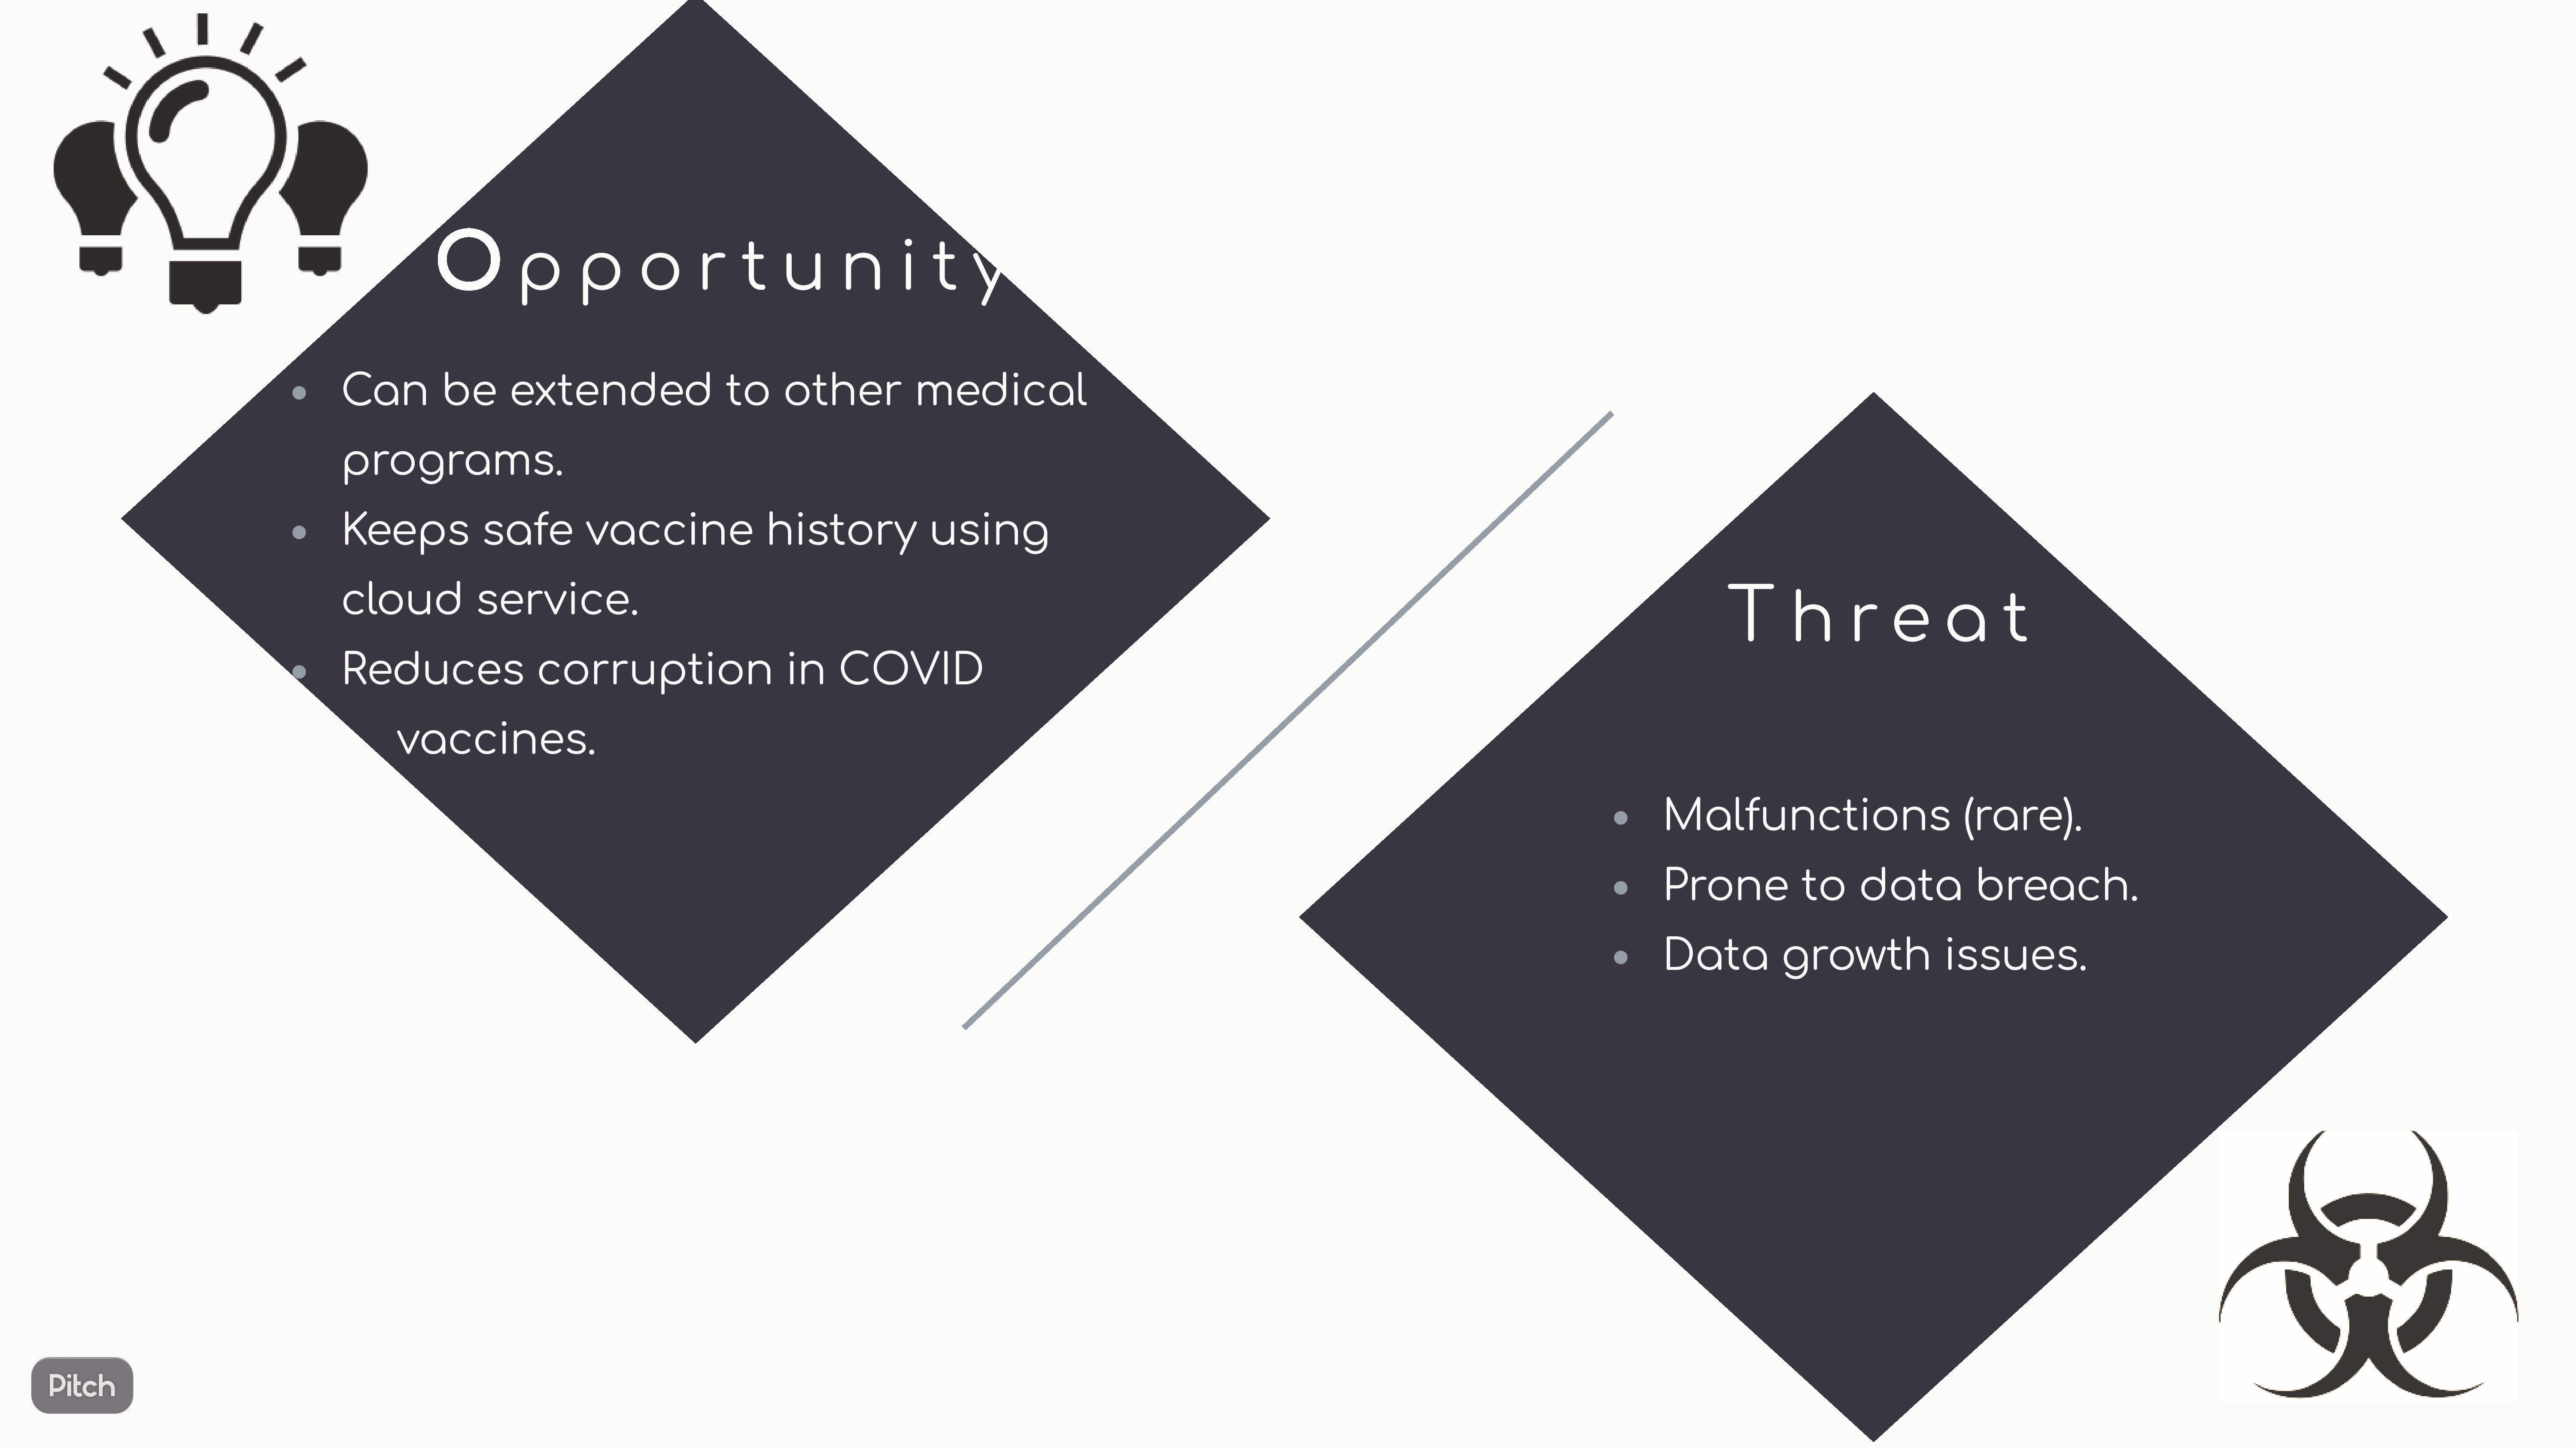 Opportunity
• Can be extended to other medical
programs.
• Keeps safe vaccine history using
cloud service.
• Reduces corruption in COVID
vaccines.
Threat
• Malfunctions (rare).
• Prone to data breach.
• Data growth issues.
Pitch